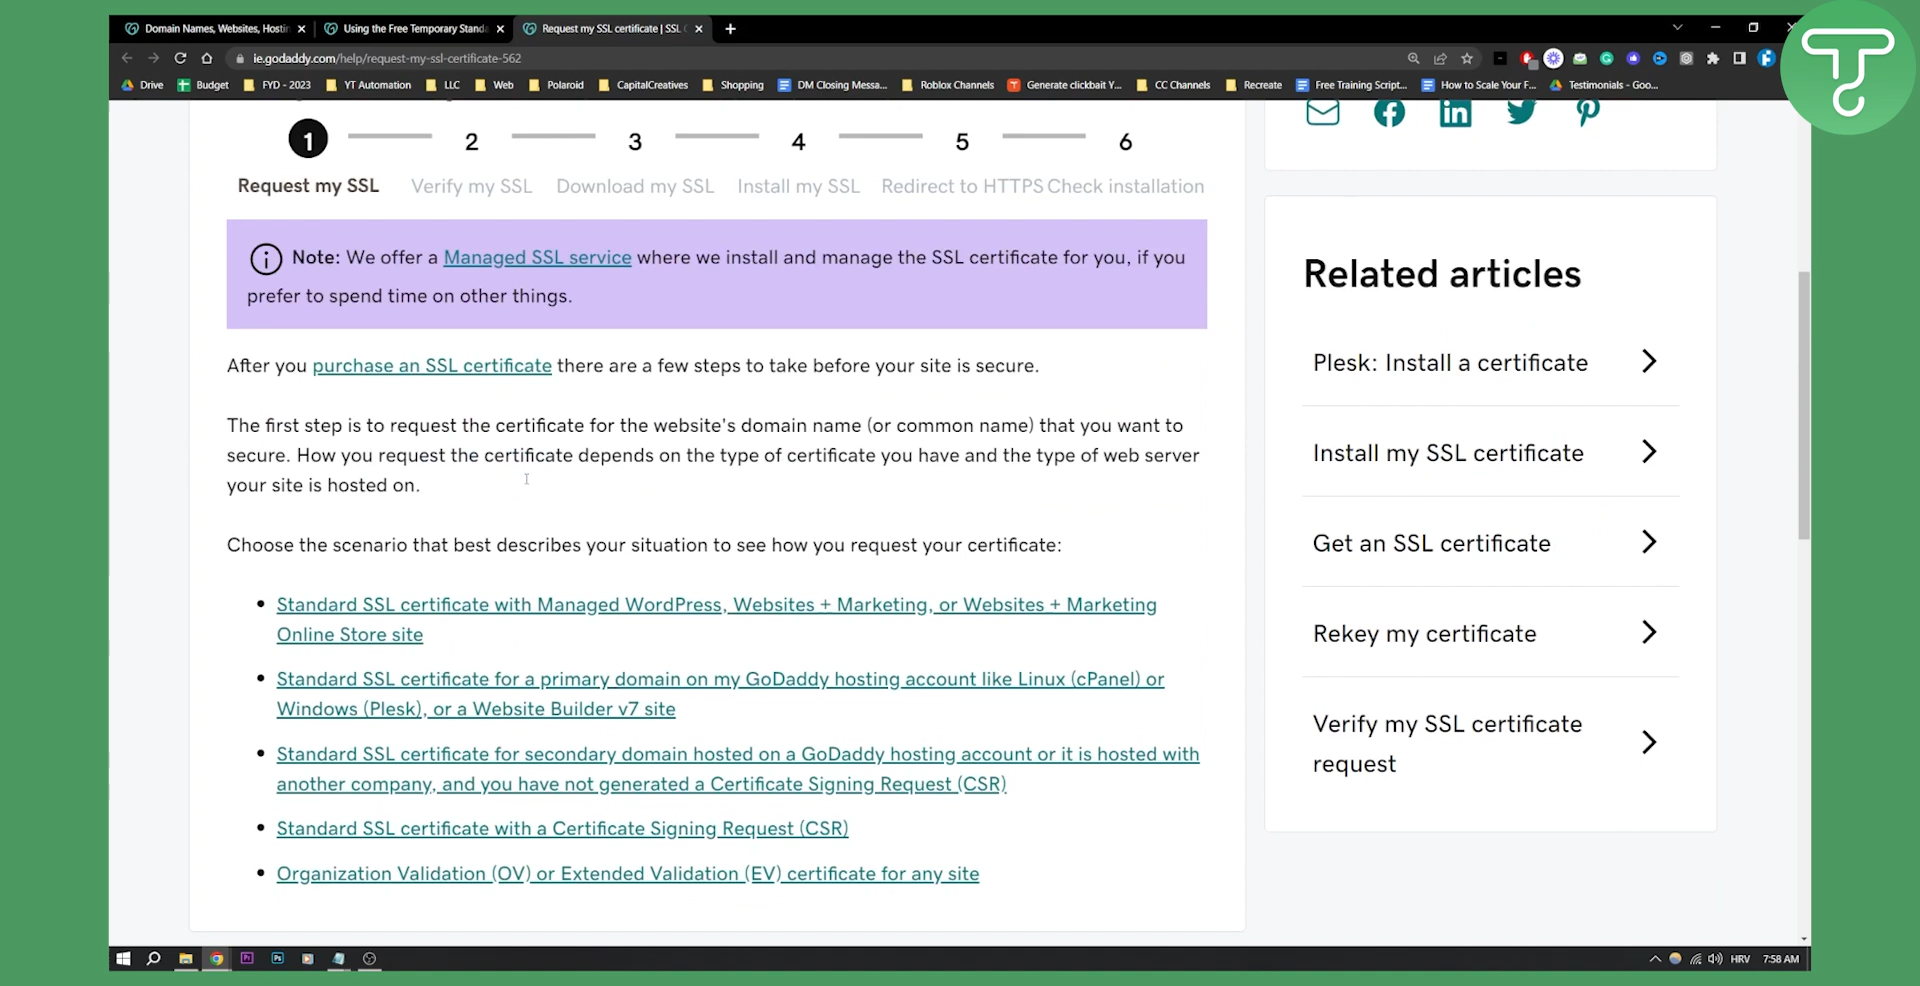 Domain Names, Websites, Hostin
Using the Free Temporary Standa
Request my SSL certificate | SSL C
ie.godaddy.com/help/request-my-ssl-certificate-562
Drive
Budget
FYD - 2023
YT Automation
LLC
Web
Polaroid
CapitalCreatives
Shopping
DM Closing Messa...
Roblox Channels
Generate clickbait Y...
CC Channels
Recreate
Free Training Script...
How to Scale Your F...
Testimonials - Goo...
1 2 3 4 5 6
Request my SSL Verify my SSL Download my SSL Install my SSL Redirect to HTTPS Check installation
Note: We offer a Managed SSL service where we install and manage the SSL certificate for you, if you
prefer to spend time on other things.
After you purchase an SSL certificate there are a few steps to take before your site is secure.
The first step is to request the certificate for the website's domain name (or common name) that you want to
secure. How you request the certificate depends on the type of certificate you have and the type of web server
your site is hosted on.
Choose the scenario that best describes your situation to see how you request your certificate:
Standard SSL certificate with Managed WordPress, Websites + Marketing, or Websites + Marketing
Online Store site
Standard SSL certificate for a primary domain on my GoDaddy hosting account like Linux (cPanel) or
Windows (Plesk), or a Website Builder v7 site
Standard SSL certificate for secondary domain hosted on a GoDaddy hosting account or it is hosted with
another company, and you have not generated a Certificate Signing Request (CSR)
Standard SSL certificate with a Certificate Signing Request (CSR)
Organization Validation (OV) or Extended Validation (EV) certificate for any site
Related articles
Plesk: Install a certificate
Install my SSL certificate
Get an SSL certificate
Rekey my certificate
Verify my SSL certificate
request
HRV
7:58 AM